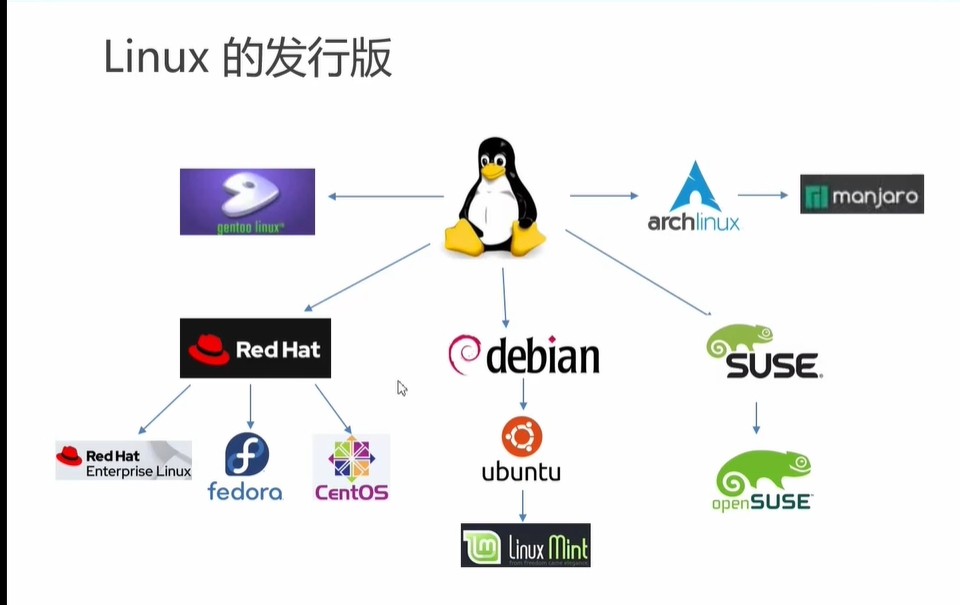 Linux 的发行版
gentoo linux™
archlinux
manjaro
Red Hat
debian
SUSE
Red Hat
Enterprise Linux
fedora
CentOS
ubuntu
openSUSE
Linux Mint
from freedom came elegance